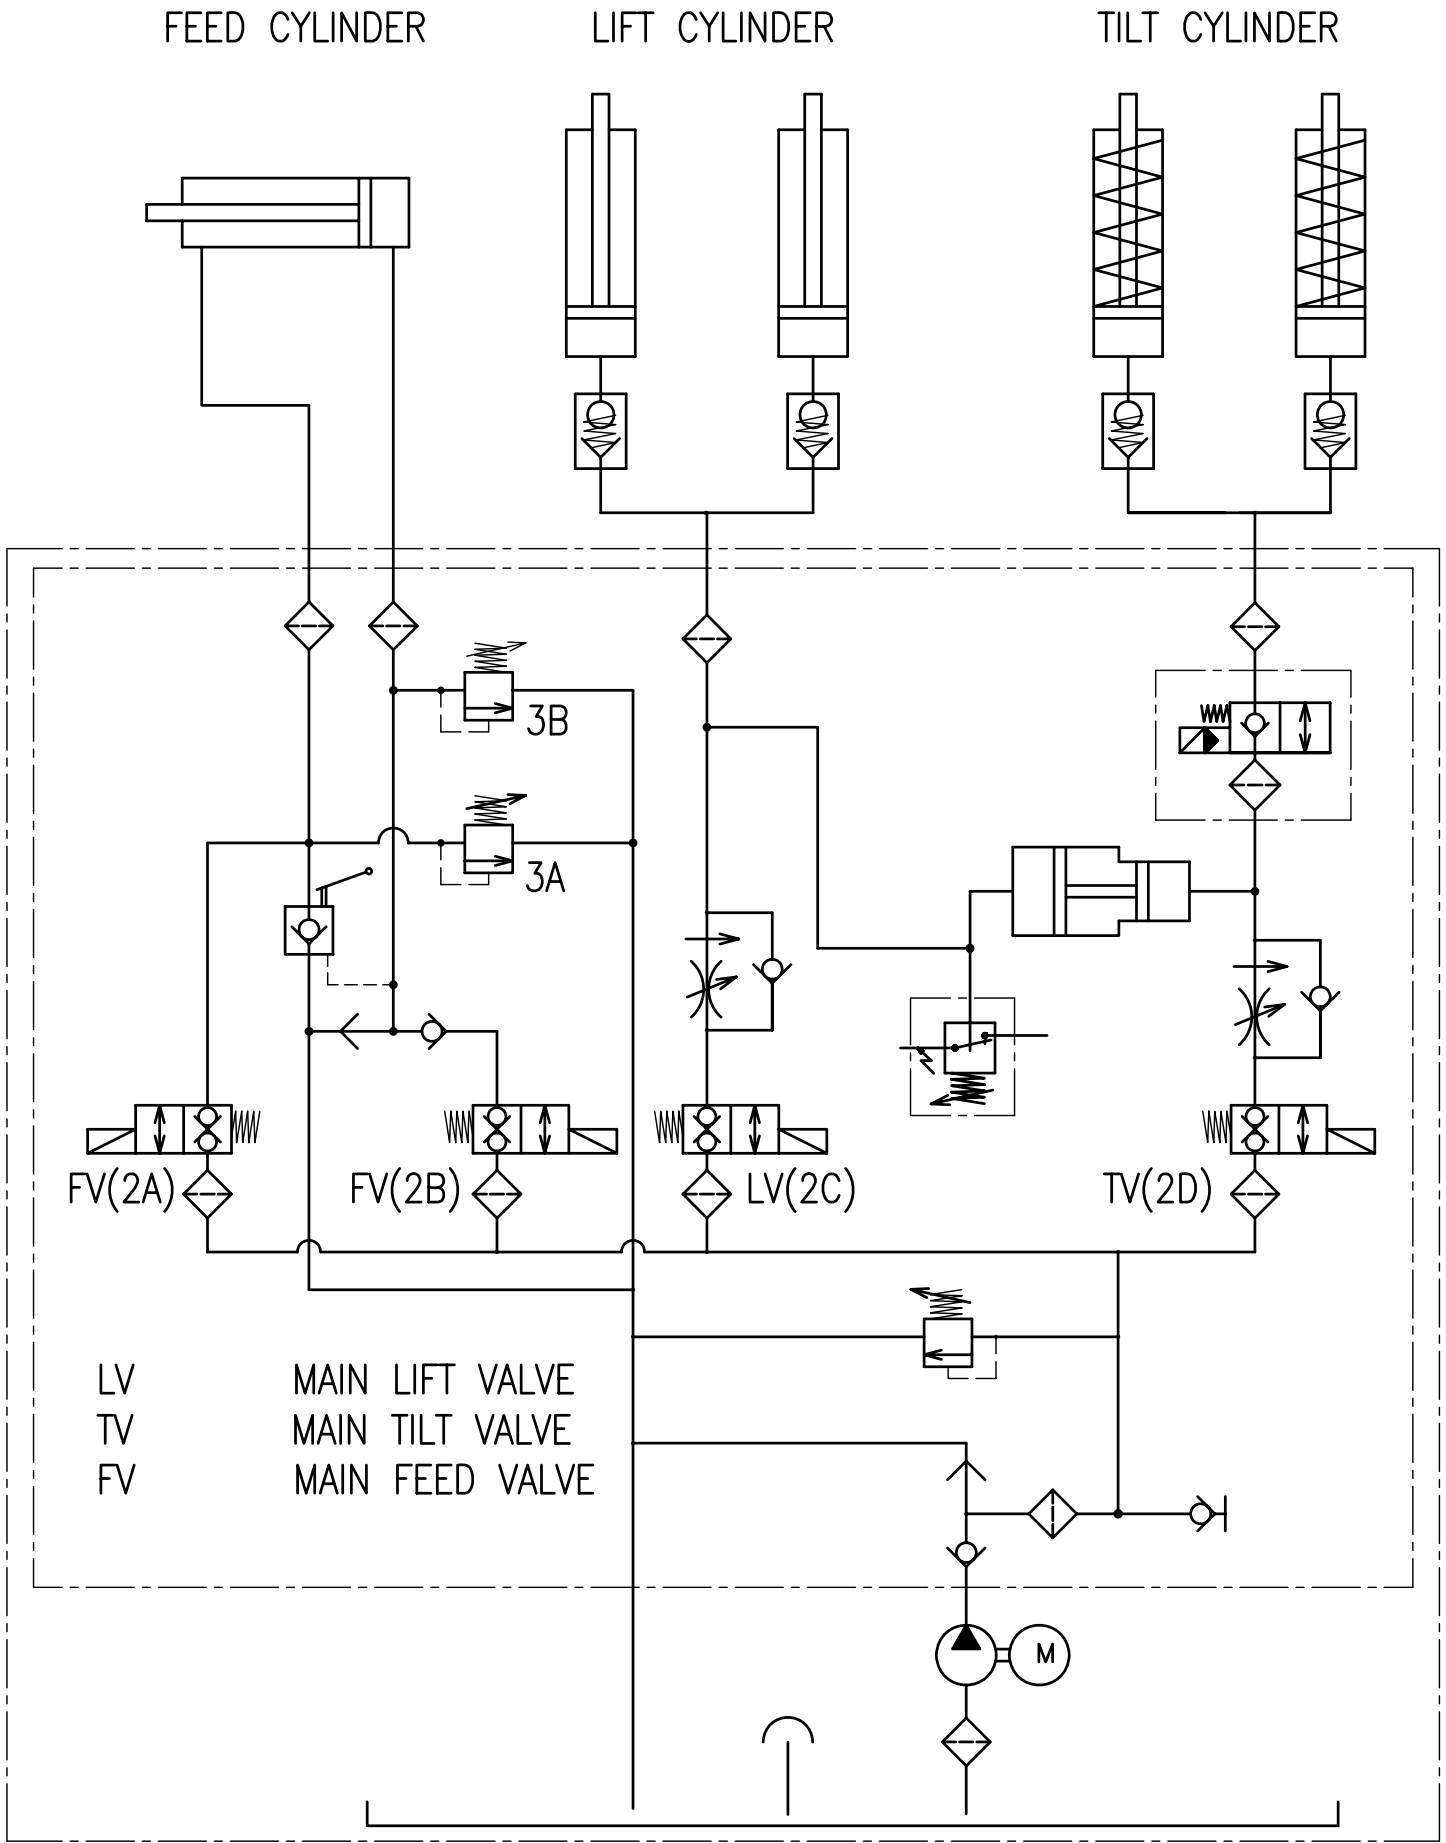 FEED CYLINDER LIFT CYLINDER TILT CYLINDER
3B
3A
FV(2A) FV(2B) LV(2C) TV(2D)
LV MAIN LIFT VALVE
TV MAIN TILT VALVE
FV MAIN FEED VALVE
M